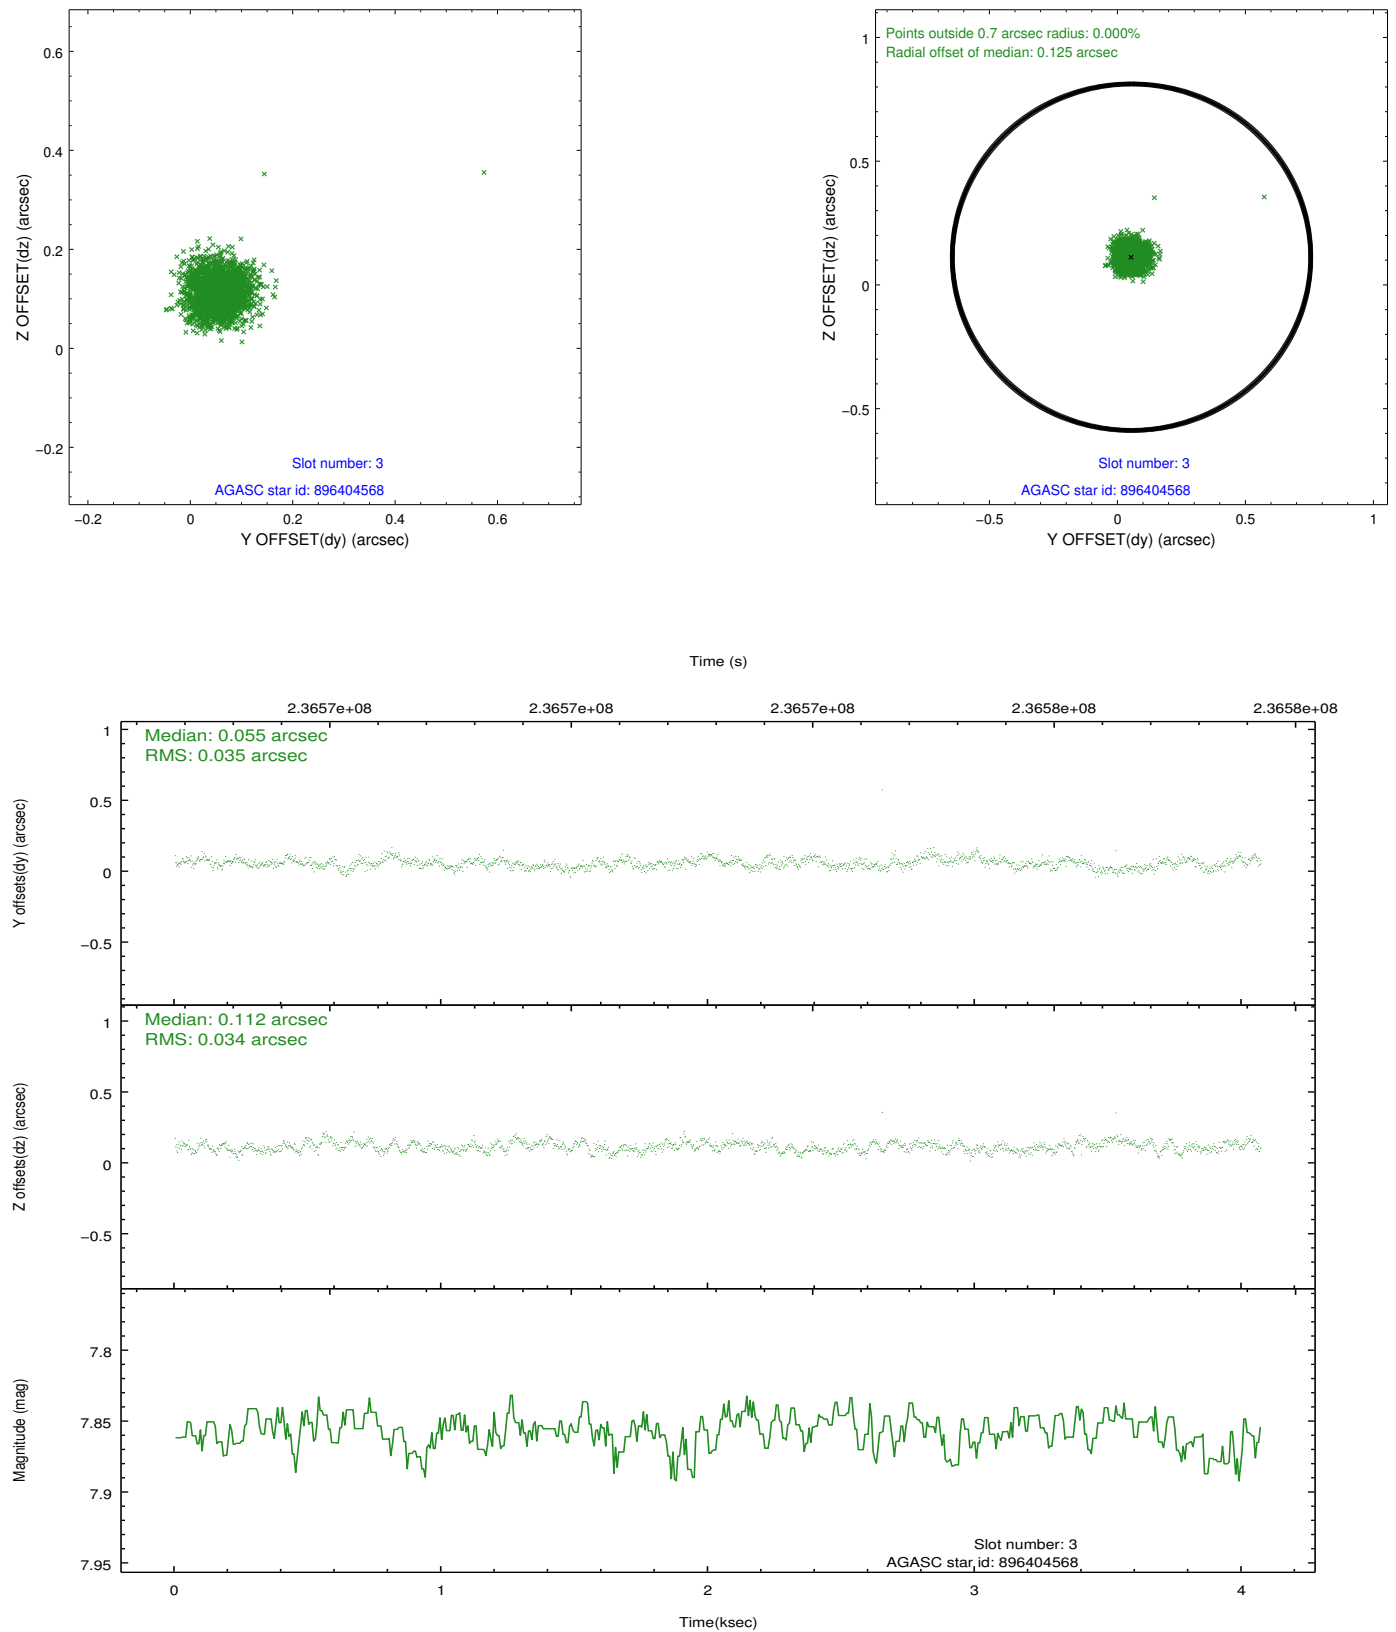 0.6
0.4
0.2
0
−0.2
Z OFFSET(dz) (arcsec)
Slot number: 3
AGASC star id: 896404568
−0.2 0 0.2 0.4 0.6
Y OFFSET(dy) (arcsec)
Points outside 0.7 arcsec radius: 0.000%
Radial offset of median: 0.125 arcsec
1
0.5
0
−0.5
Z OFFSET(dz) (arcsec)
Slot number: 3
AGASC star id: 896404568
−0.5 0 0.5 1
Y OFFSET(dy) (arcsec)
Time (s)
2.3657e+08 2.3657e+08 2.3657e+08 2.3658e+08 2.3658e+08
Median: 0.055 arcsec
RMS: 0.035 arcsec
1
0.5
0
−0.5
Y offsets(dy) (arcsec)
Median: 0.112 arcsec
RMS: 0.034 arcsec
1
0.5
0
−0.5
Z offsets(dz) (arcsec)
7.8
7.85
7.9
7.95
Magnitude (mag)
Slot number: 3
AGASC star id: 896404568
0 1 2 3 4
Time(ksec)